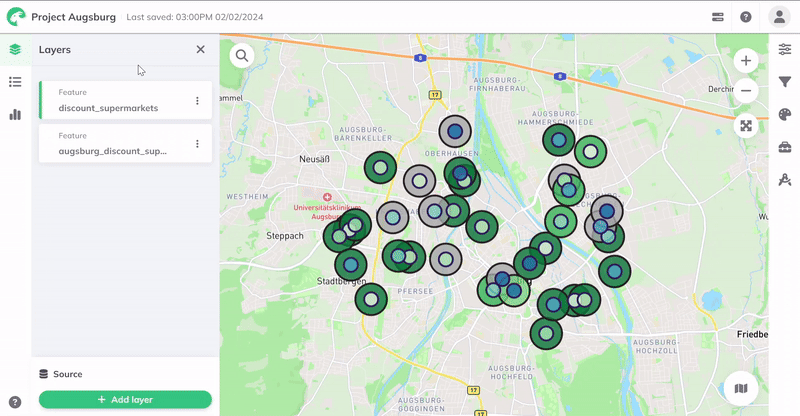 Project Augsburg
Last saved: 03:00PM 02/02/2024
Layers
Feature
discount_supermarkets
Feature
augsburg_discount_sup...
Source
+ Add layer
8
8
17
17
17
AUGSBURG-
FIRNHABERAU
Derchin
AUGSBURG-
HAMMERSCHMIEDE
AUGSBURG-
BÄRENKELLER
OBERHAUSEN
Neusäß
WESTHEIM
Universitätsklinikum
Augsburg
Steppach
Stadtbergen
PFERSEE
Friedbe
AUGSBURG-
HOCHZOLL
AUGSBURG-
HOCHFELD
AUGSBURG-
GÖGGINGEN